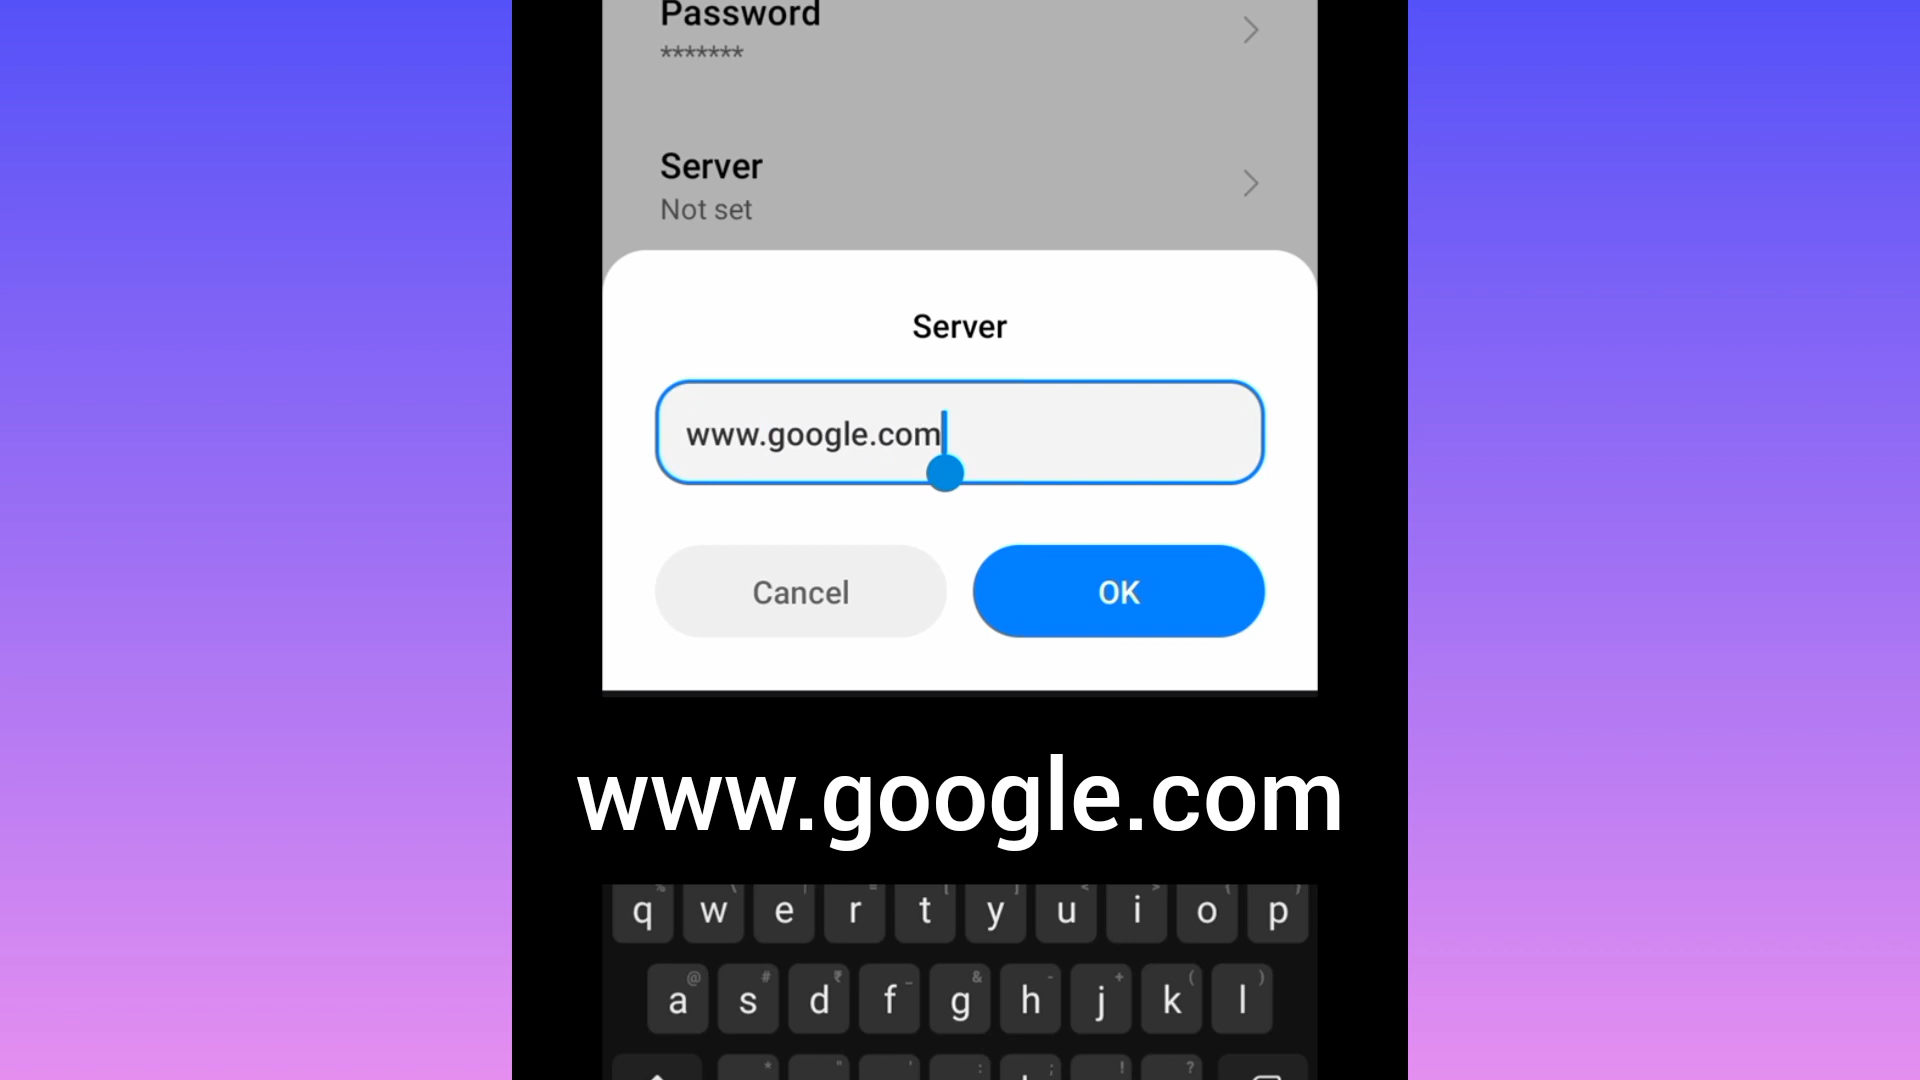 Password
*******
Server
Not set
Server
www.google.com
Cancel
OK
www.google.com
q w e r t y u i o p
@ # ₹ _ & - + ( )
a s d f g h j k l
* " ' : ; ! ?